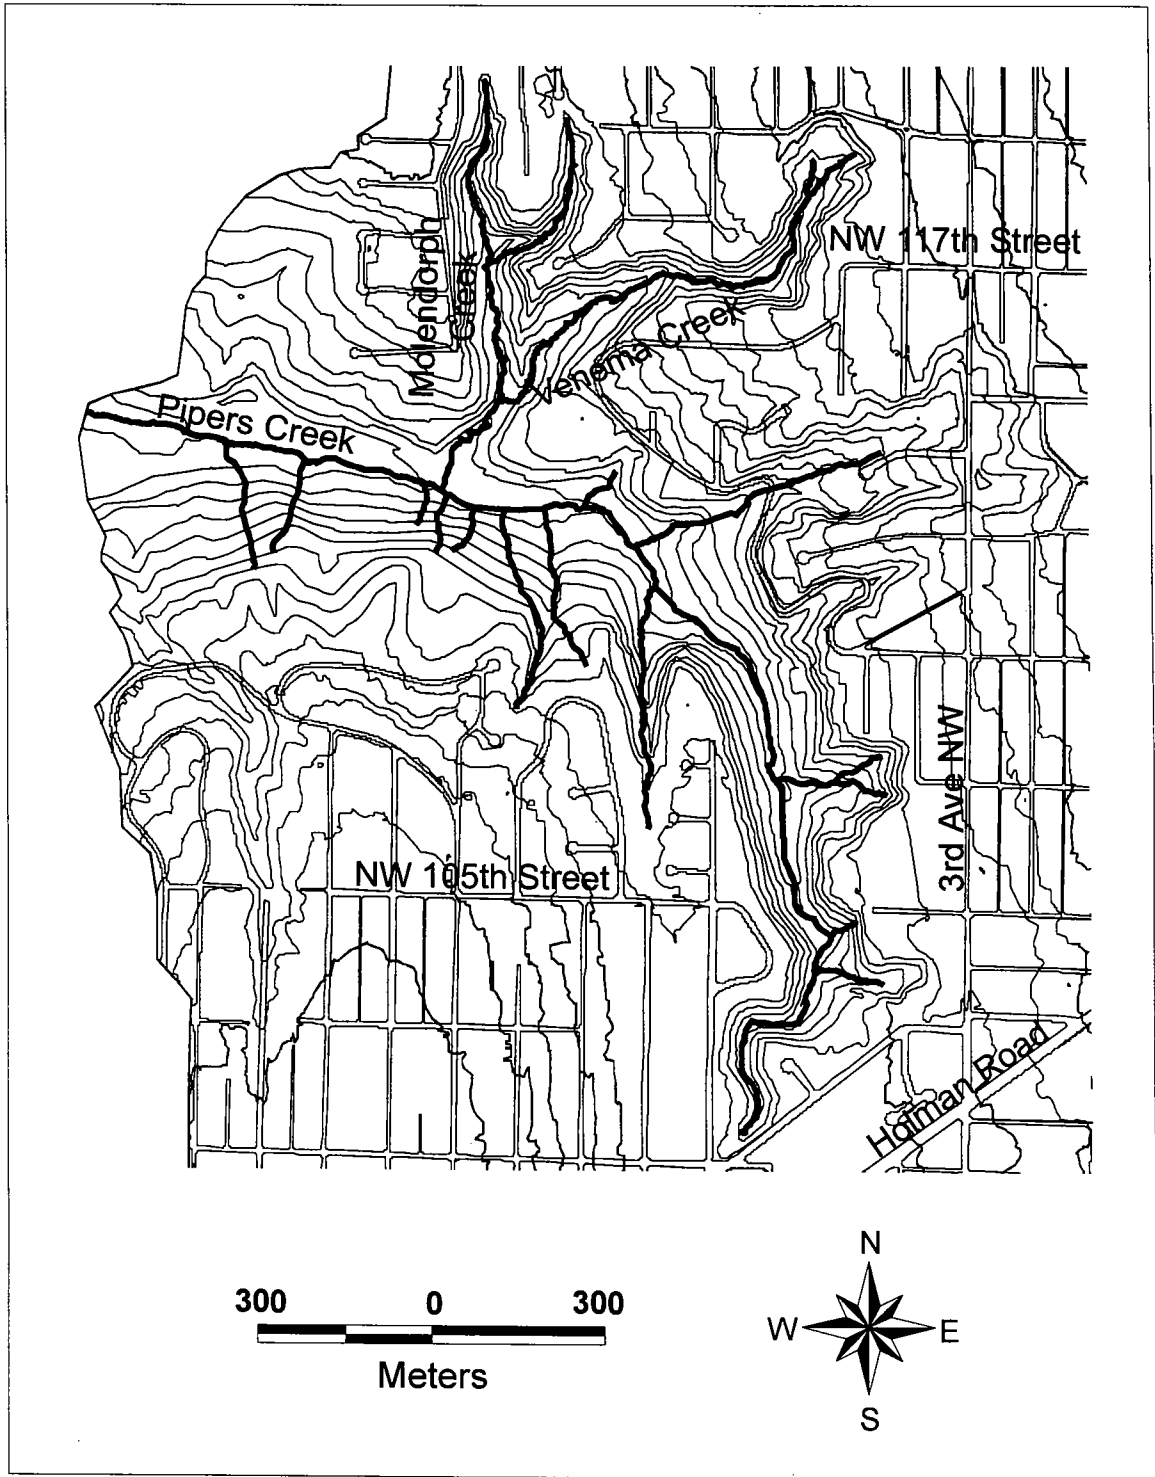 NW 117th Street
Molendorph
Creek
Venema Creek
Pipers Creek
3rd Ave NW
NW 105th Street
Holman Road
N
W E
S
300 0 300
Meters